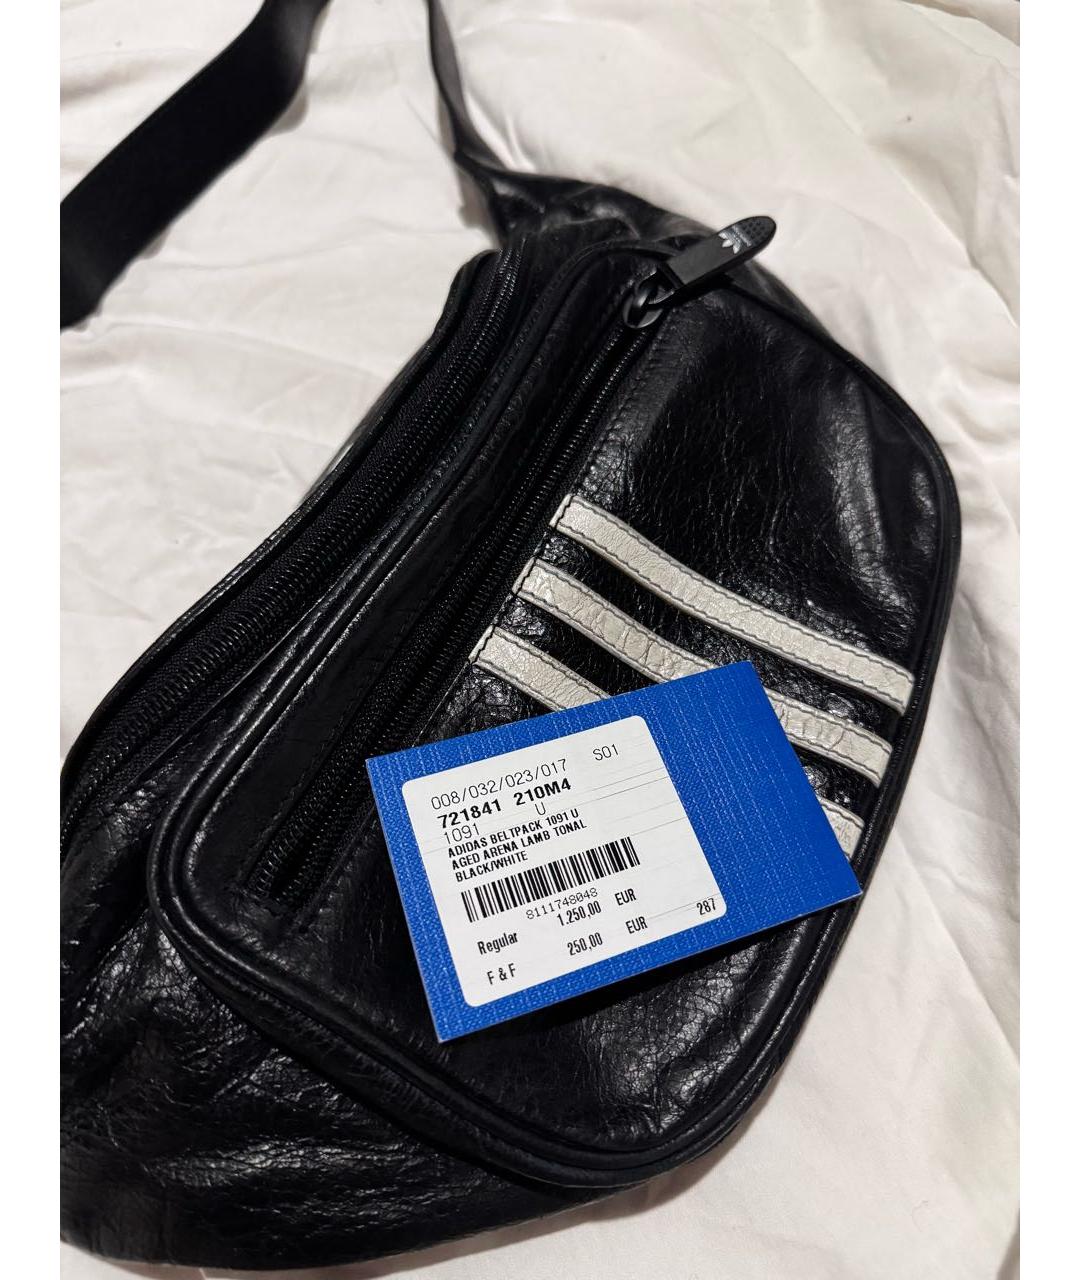 008/032/023/017 S01
721841 210M4
1091 U
ADIDAS BELTPACK 1091 U
AGED ARENA LAMB TONAL
BLACK/WHITE
8111748048
Regular 1.250,00 EUR
F & F 250,00 EUR 287